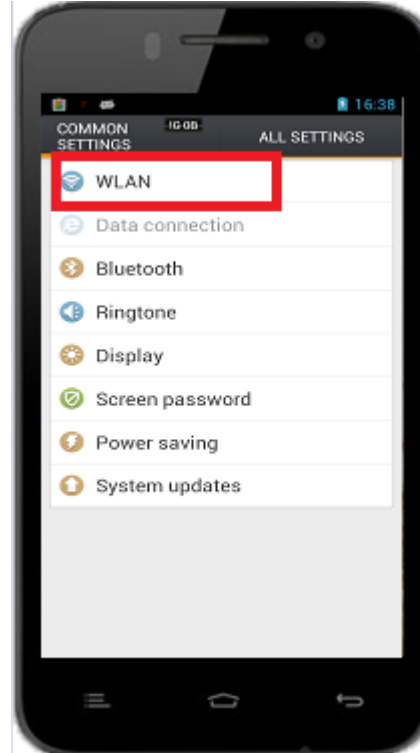 16:38
COMMON
SETTINGS
ALL SETTINGS
WLAN
Data connection
Bluetooth
Ringtone
Display
Screen password
Power saving
System updates